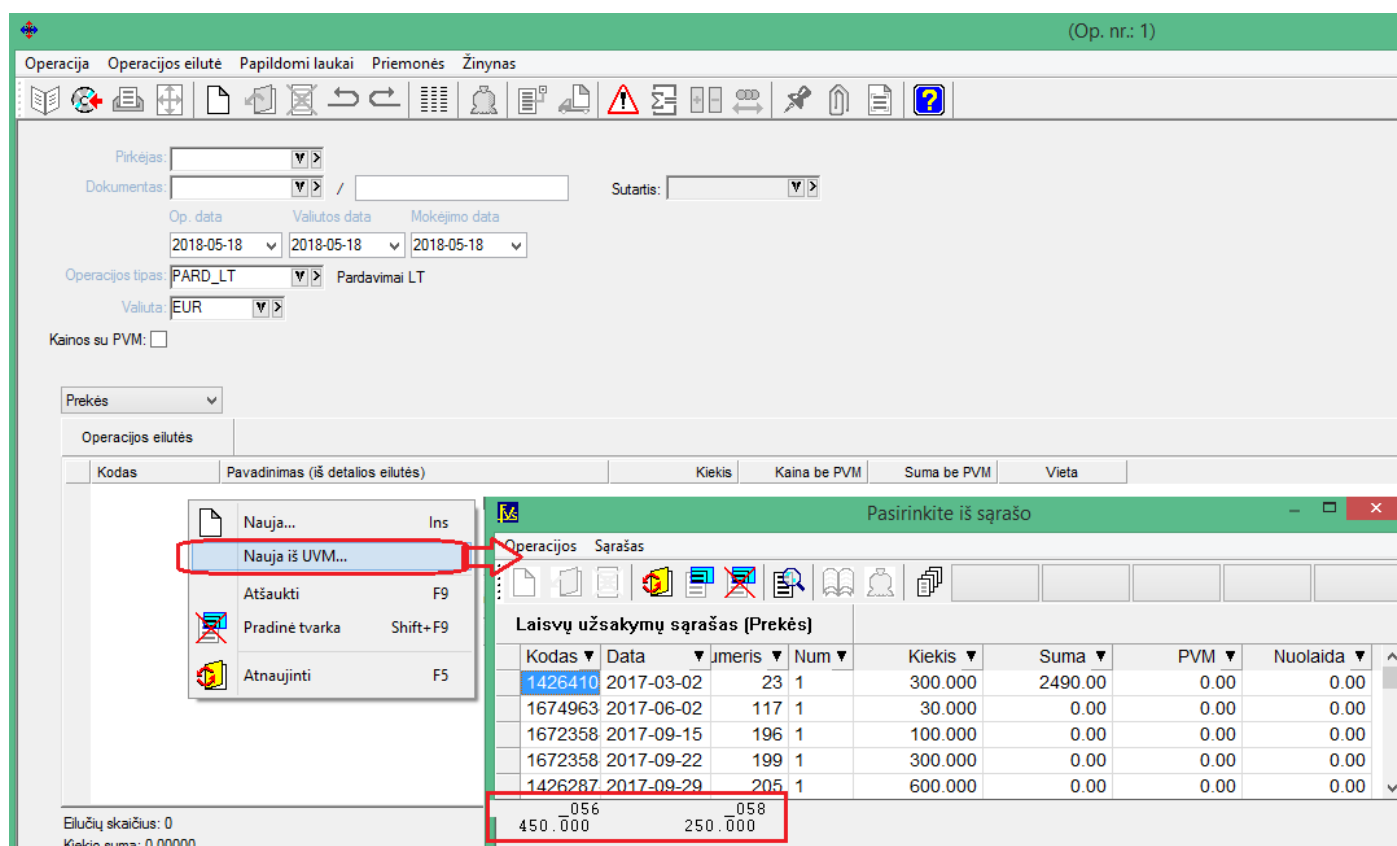 (Op. nr.: 1)
Operacija Operacijos eilutė Papildomi laukai Priemonės Žinynas
Pirkėjas:
Dokumentas: / Sutartis:
Op. data Valiutos data Mokėjimo data
2018-05-18 2018-05-18 2018-05-18
Operacijos tipas: PARD_LT Pardavimai LT
Valiuta: EUR
Kainos su PVM:
Prekės
Operacijos eilutės
Kodas Pavadinimas (iš detalios eilutės) Kiekis Kaina be PVM Suma be PVM Vieta
Nauja... Ins
Nauja iš UVM...
Atšaukti F9
Pradinė tvarka Shift+F9
Atnaujinti F5
Pasirinkite iš sąrašo
Operacijos Sąrašas
Laisvų užsakymų sąrašas (Prekės)
Kodas Data umeris Num Kiekis Suma PVM Nuolaida
1426410 2017-03-02 23 1 300.000 2490.00 0.00 0.00
1674963 2017-06-02 117 1 30.000 0.00 0.00 0.00
1672358 2017-09-15 196 1 100.000 0.00 0.00 0.00
1672358 2017-09-22 199 1 300.000 0.00 0.00 0.00
1426287 2017-09-29 205 1 600.000 0.00 0.00 0.00
_056 _058
450.000 250.000
Eilučių skaičius: 0
Kiekio suma: 0.00000